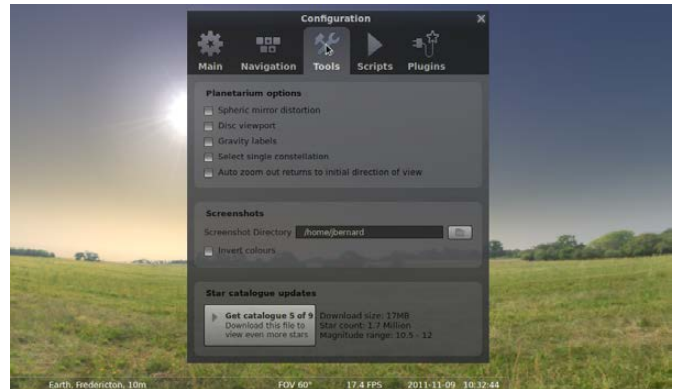 Configuration
Main Navigation Tools Scripts Plugins
Planetarium options
Spheric mirror distortion
Disc viewport
Gravity labels
Select single constellation
Auto zoom out returns to initial direction of view
Screenshots
Screenshot Directory /home/jbernard
Invert colours
Star catalogue updates
Get catalogue 5 of 9
Download this file to
view even more stars
Download size: 17MB
Star count: 1.7 Million
Magnitude range: 10.5 - 12
Earth, Fredericton, 10m FOV 60° 17.4 FPS 2011-11-09 10:32:44